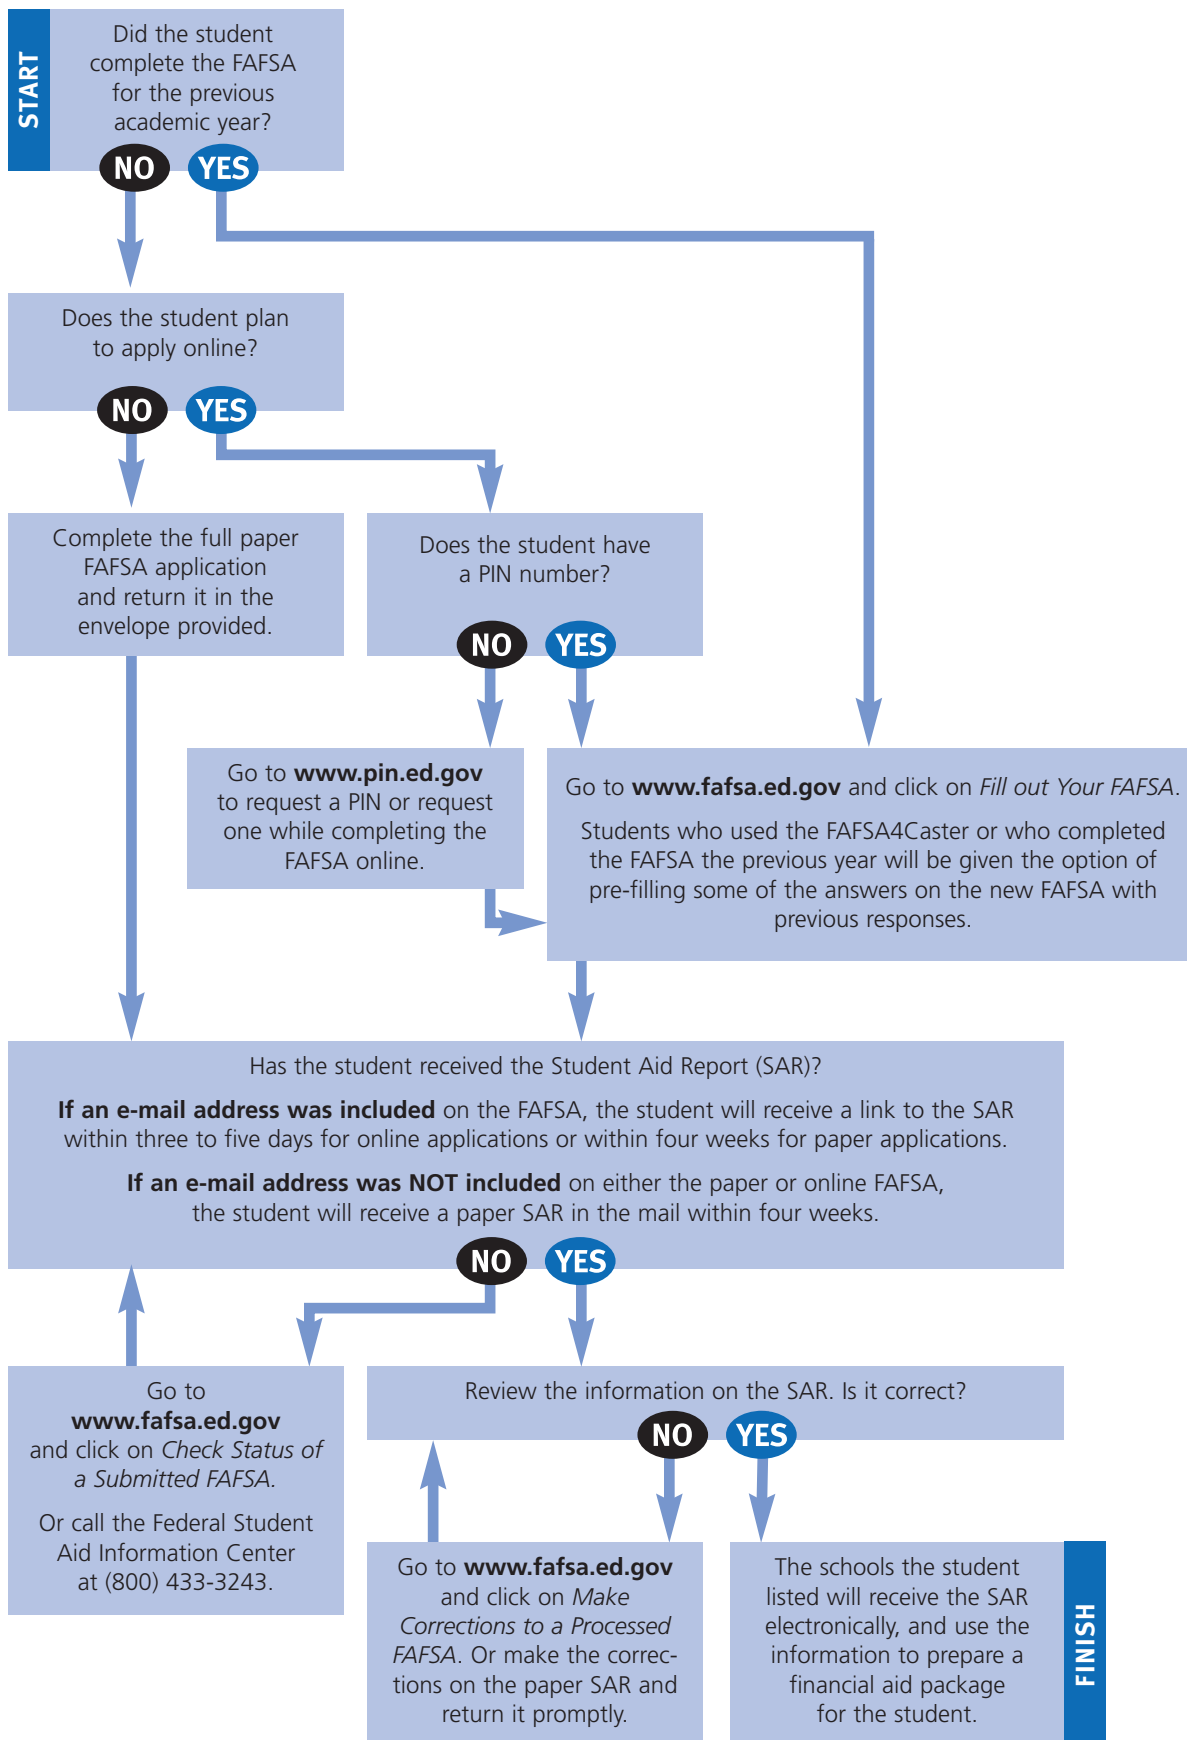 START
Did the student
complete the FAFSA
for the previous
academic year?
NO
YES
Does the student plan
to apply online?
NO
YES
Complete the full paper
FAFSA application
and return it in the
envelope provided.
Does the student have
a PIN number?
NO
YES
Go to www.pin.ed.gov
to request a PIN or request
one while completing the
FAFSA online.
Go to www.fafsa.ed.gov and click on Fill out Your FAFSA.
Students who used the FAFSA4Caster or who completed
the FAFSA the previous year will be given the option of
pre-filling some of the answers on the new FAFSA with
previous responses.
Has the student received the Student Aid Report (SAR)?
If an e-mail address was included on the FAFSA, the student will receive a link to the SAR
within three to five days for online applications or within four weeks for paper applications.
If an e-mail address was NOT included on either the paper or online FAFSA,
the student will receive a paper SAR in the mail within four weeks.
NO
YES
Go to
www.fafsa.ed.gov
and click on Check Status of
a Submitted FAFSA.
Or call the Federal Student
Aid Information Center
at (800) 433-3243.
Review the information on the SAR. Is it correct?
NO
YES
Go to www.fafsa.ed.gov
and click on Make
Corrections to a Processed
FAFSA. Or make the correc-
tions on the paper SAR and
return it promptly.
The schools the student
listed will receive the SAR
electronically, and use the
information to prepare a
financial aid package
for the student.
FINISH